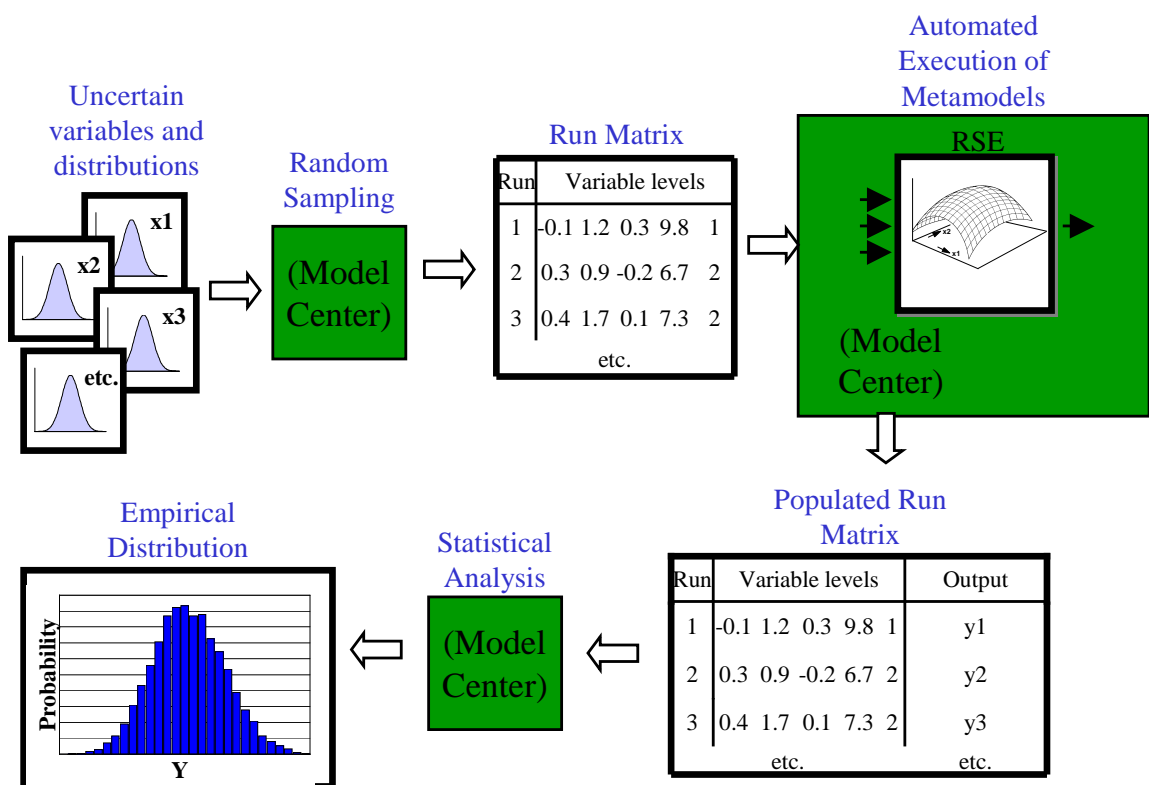 Uncertain
variables and
distributions
x1
x2
x3
etc.
Random
Sampling
(Model
Center)
Run Matrix
Run Variable levels
1 -0.1 1.2 0.3 9.8 1
2 0.3 0.9 -0.2 6.7 2
3 0.4 1.7 0.1 7.3 2
etc.
Automated
Execution of
Metamodels
RSE
x2
x1
(Model
Center)
Populated Run
Matrix
Run Variable levels Output
1 -0.1 1.2 0.3 9.8 1 y1
2 0.3 0.9 -0.2 6.7 2 y2
3 0.4 1.7 0.1 7.3 2 y3
etc. etc.
Statistical
Analysis
(Model
Center)
Empirical
Distribution
Probability
Y